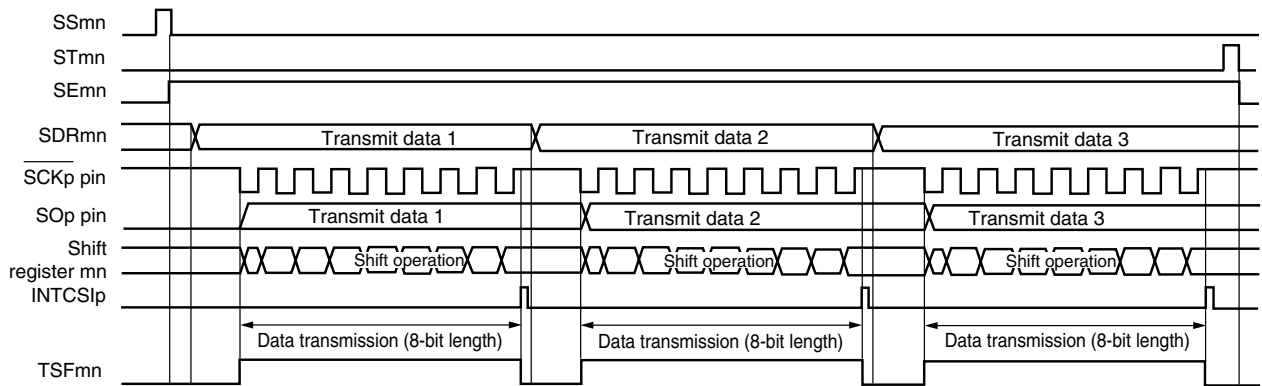 SSmn
STmn
SEmn
SDRmn Transmit data 1 Transmit data 2 Transmit data 3
SCKp pin
SOp pin Transmit data 1 Transmit data 2 Transmit data 3
Shift
register mn Shift operation Shift operation Shift operation
INTCSIp
Data transmission (8-bit length) Data transmission (8-bit length) Data transmission (8-bit length)
TSFmn